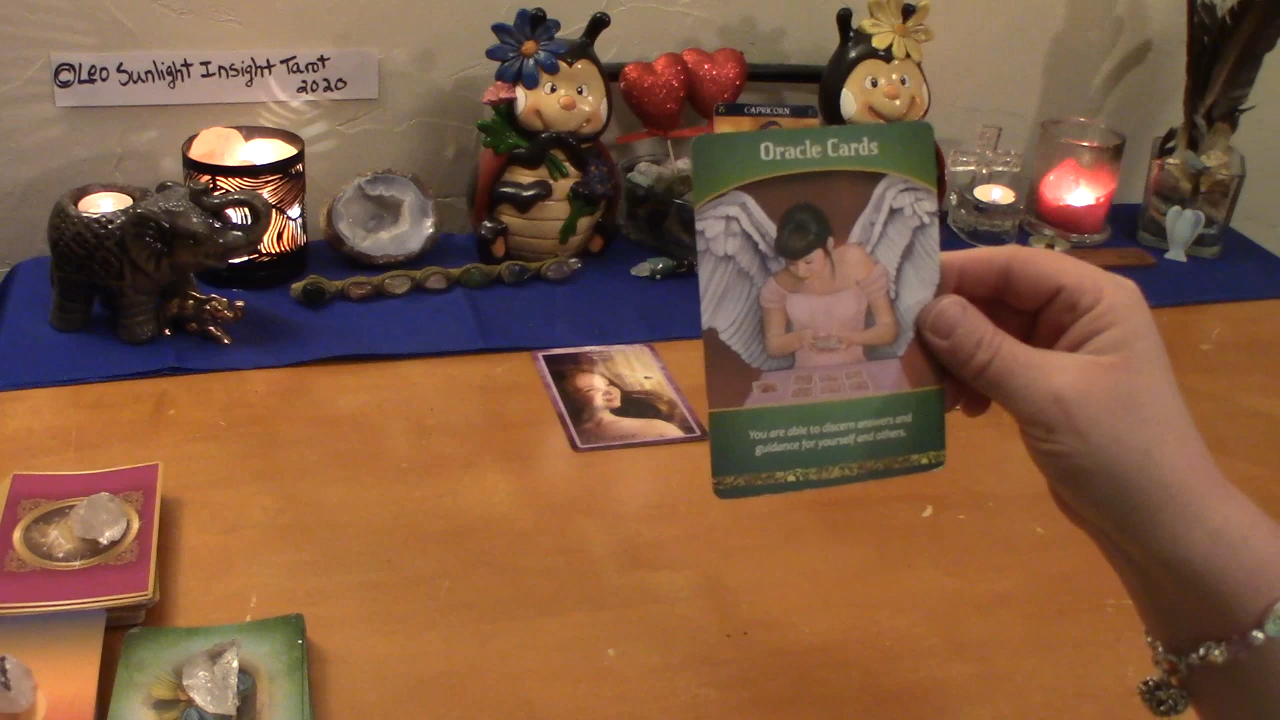 ©Leo Sunlight Insight Tarot
2020
CAPRICORN
Oracle Cards
You are able to discern answers and
guidance for yourself and others.